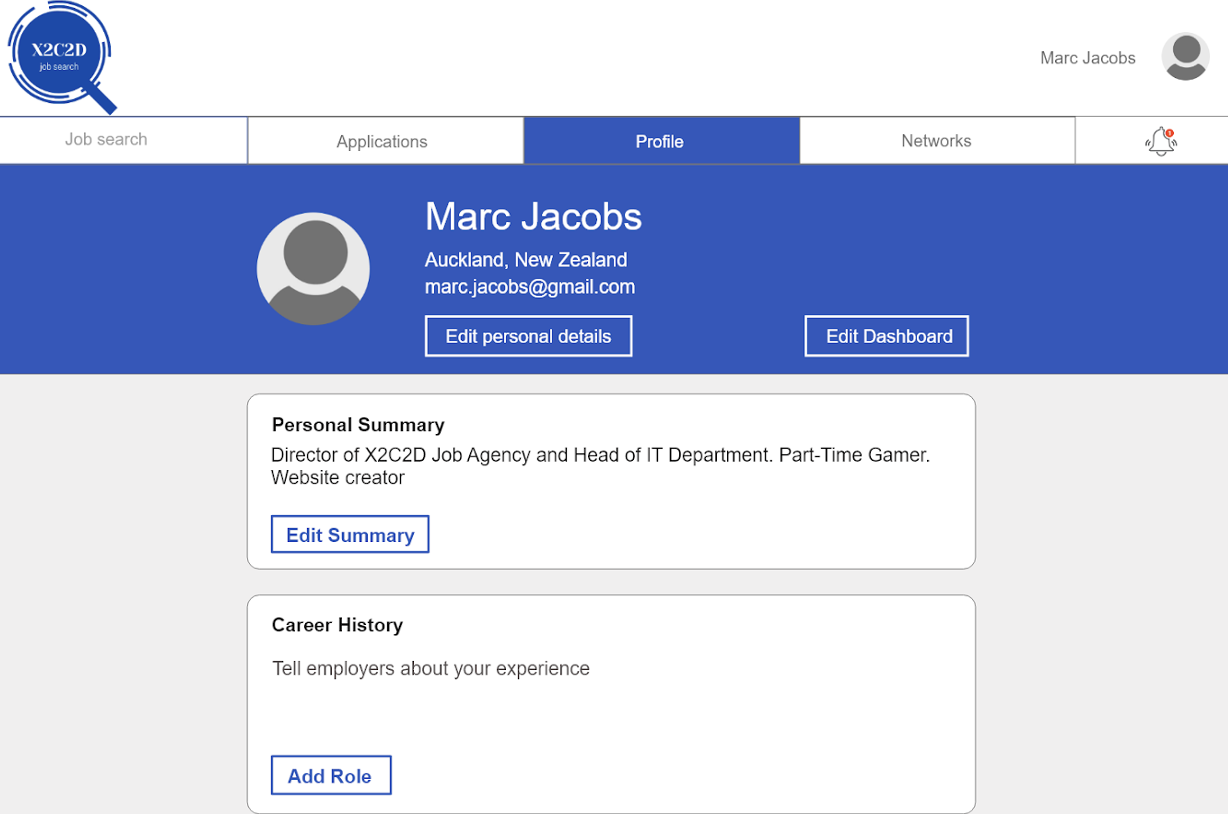 X2C2D
job search
Marc Jacobs
Job search
Applications
Profile
Networks
Marc Jacobs
Auckland, New Zealand
marc.jacobs@gmail.com
Edit personal details
Edit Dashboard
Personal Summary
Director of X2C2D Job Agency and Head of IT Department. Part-Time Gamer.
Website creator
Edit Summary
Career History
Tell employers about your experience
Add Role